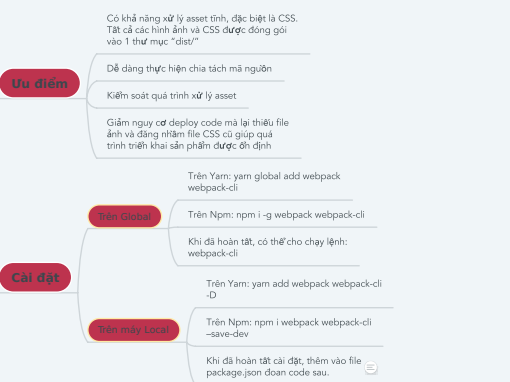 Có khả năng xử lý asset tĩnh, đặc biệt là CSS.
Tất cả các hình ảnh và CSS được đóng gói
vào 1 thư mục “dist/”
Ưu điểm
Dễ dàng thực hiện chia tách mã nguồn
Kiểm soát quá trình xử lý asset
Giảm nguy cơ deploy code mà lại thiếu file
ảnh và đăng nhầm file CSS cũ giúp quá
trình triển khai sản phẩm được ổn định
Cài đặt
Trên Global
Trên Yarn: yarn global add webpack
webpack-cli
Trên Npm: npm i -g webpack webpack-cli
Khi đã hoàn tất, có thể cho chạy lệnh:
webpack-cli
Trên máy Local
Trên Yarn: yarn add webpack webpack-cli
-D
Trên Npm: npm i webpack webpack-cli
–save-dev
Khi đã hoàn tất cài đặt, thêm vào file
package.json đoạn code sau.